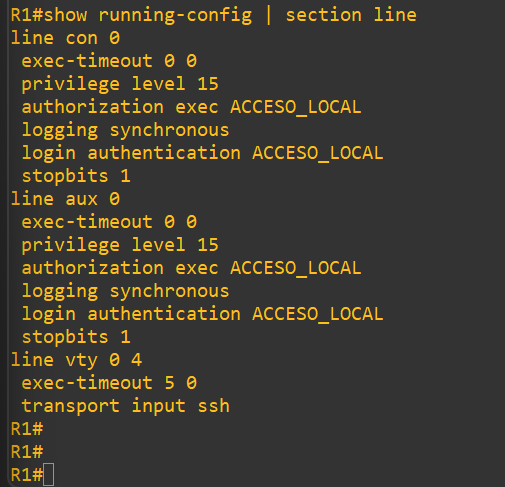 R1#show running-config | section line
line con 0
 exec-timeout 0 0
 privilege level 15
 authorization exec ACCESO_LOCAL
 logging synchronous
 login authentication ACCESO_LOCAL
 stopbits 1
line aux 0
 exec-timeout 0 0
 privilege level 15
 authorization exec ACCESO_LOCAL
 logging synchronous
 login authentication ACCESO_LOCAL
 stopbits 1
line vty 0 4
 exec-timeout 5 0
 transport input ssh
R1#
R1#
R1#